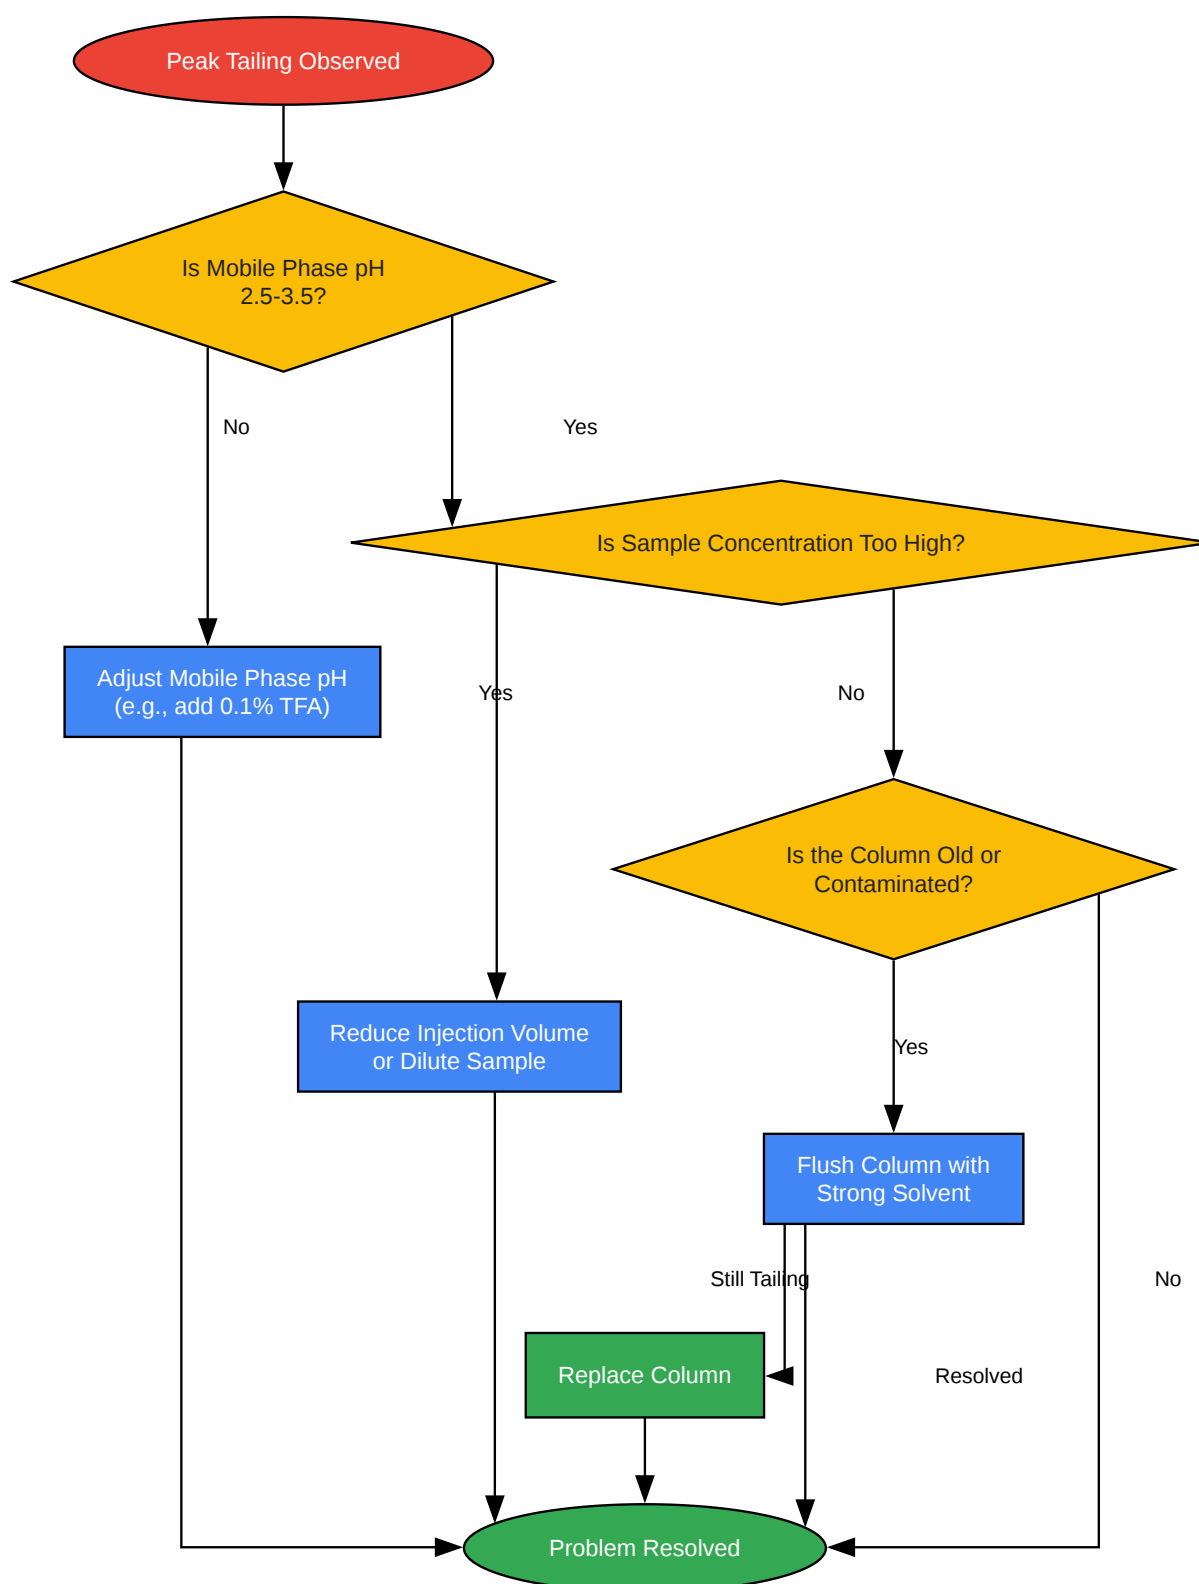 Peak Tailing Observed
Is Mobile Phase pH
2.5-3.5?
No
Yes
Is Sample Concentration Too High?
Adjust Mobile Phase pH
(e.g., add 0.1% TFA)
Yes
No
Is the Column Old or
Contaminated?
Reduce Injection Volume
or Dilute Sample
Yes
Flush Column with
Strong Solvent
Still Tailing
No
Replace Column
Resolved
Problem Resolved